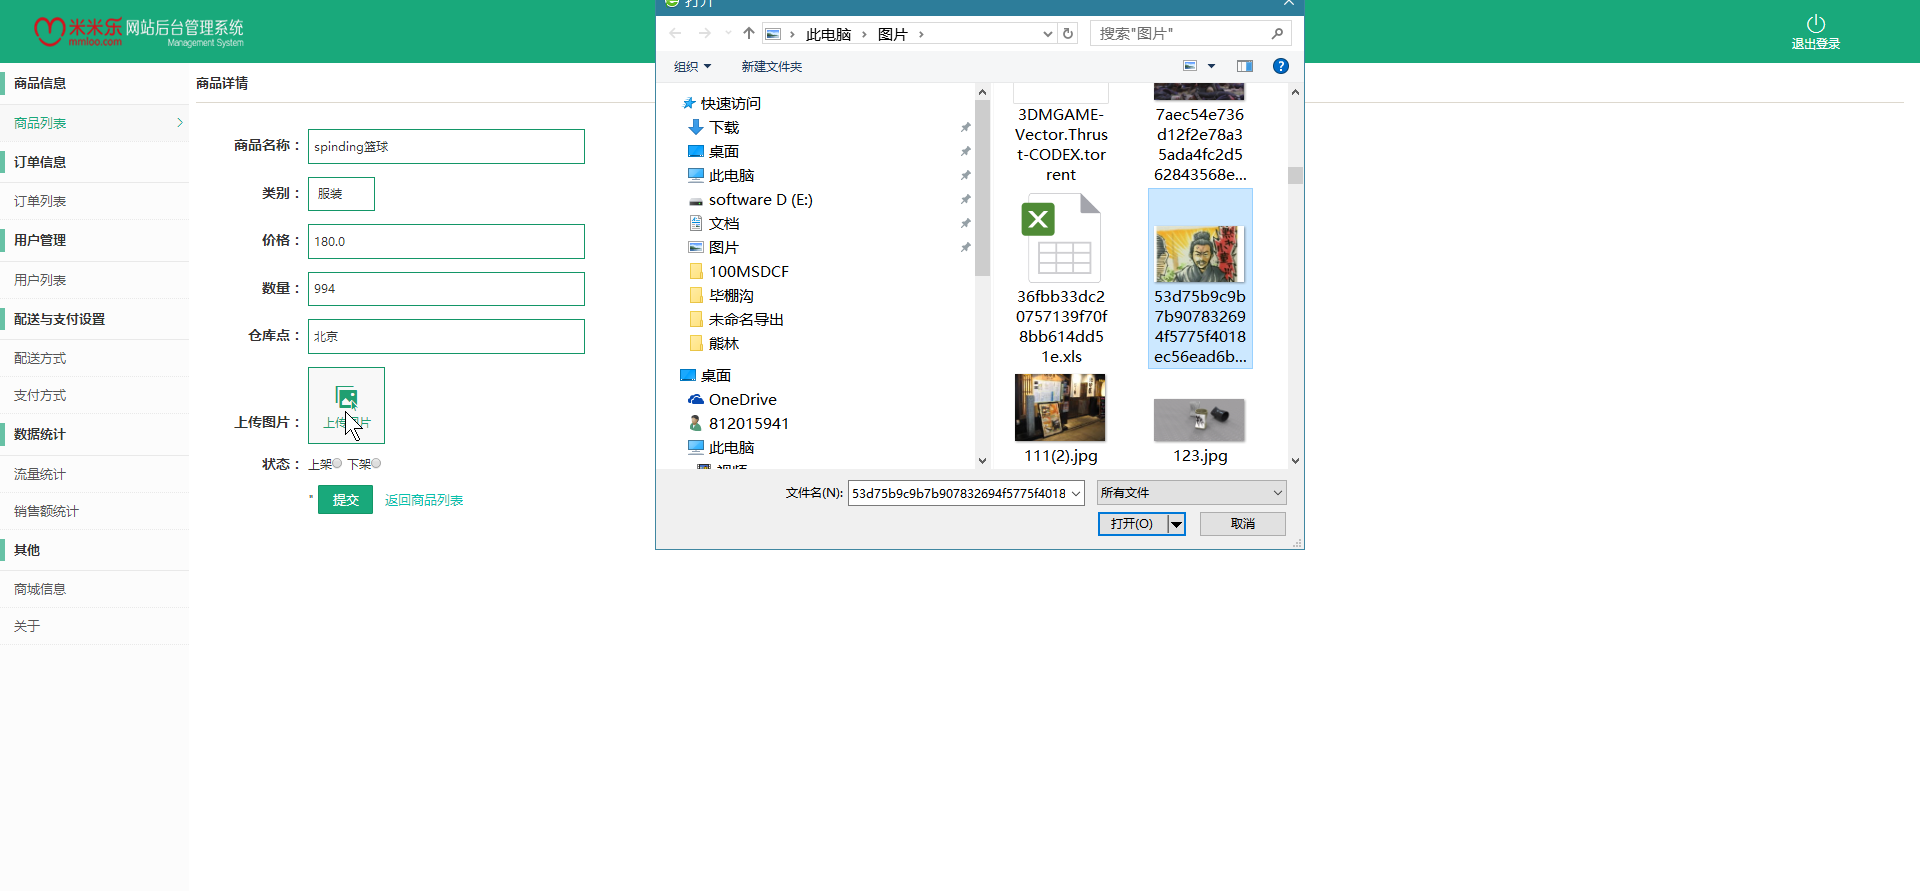 米米乐 mmloo.com 网站后台管理系统
Management System
退出登录
商品信息
商品列表
订单信息
订单列表
用户管理
用户列表
配送与支付设置
配送方式
支付方式
数据统计
流量统计
销售额统计
其他
商城信息
关于
商品详情
商品名称： spinding篮球
类别： 服装
价格： 180.0
数量： 994
仓库点： 北京
上传图片：
状态： 上架 下架
" 提交 返回商品列表
打开
此电脑 图片
搜索"图片"
组织 新建文件夹
快速访问
下载
桌面
此电脑
software D (E:)
文档
图片
100MSDCF
毕棚沟
未命名导出
熊林
桌面
OneDrive
812015941
此电脑
视频
3DMGAME-
Vector.Thrus
t-CODEX.tor
rent
7aec54e736
d12f2e78a3
5ada4fc2d5
62843568e...
36fbb33dc2
0757139f70f
8bb614dd5
1e.xls
53d75b9c9b
7b90783269
4f5775f4018
ec56ead6b...
111(2).jpg
123.jpg
文件名(N): 53d75b9c9b7b907832694f5775f4018
所有文件
打开(O) 取消